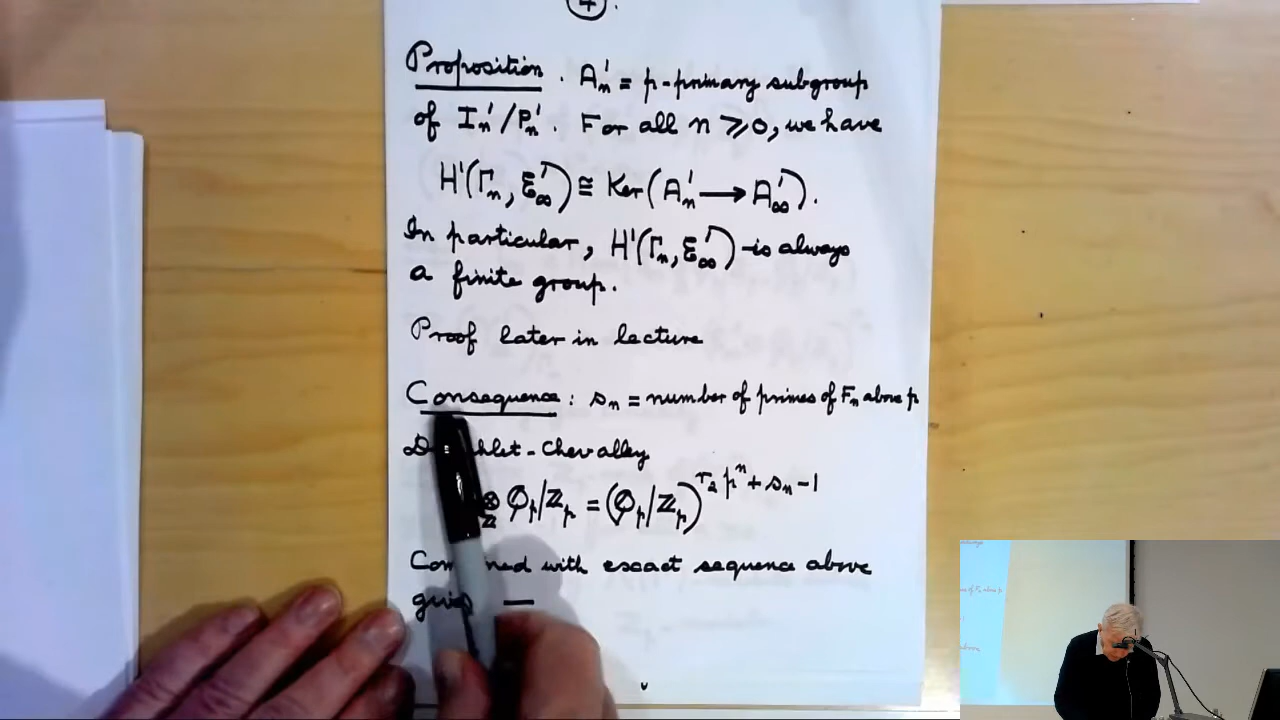 4.
Proposition. A'ₙ = p-primary subgroup
of I'ₙ/P'ₙ. For all n ⩾ 0, we have
H¹(Γₙ, E'∞) ≅ Ker(A'ₙ ⟶ A'∞).
In particular, H¹(Γₙ, E'∞) is always
a finite group.
Proof later in lecture
Consequence: sₙ = number of primes of Fₙ above p
- Chevalley
⊗_ℤ ℚₚ/ℤₚ = (ℚₚ/ℤₚ)^{r₂pⁿ + sₙ - 1}
with exact sequence above
—